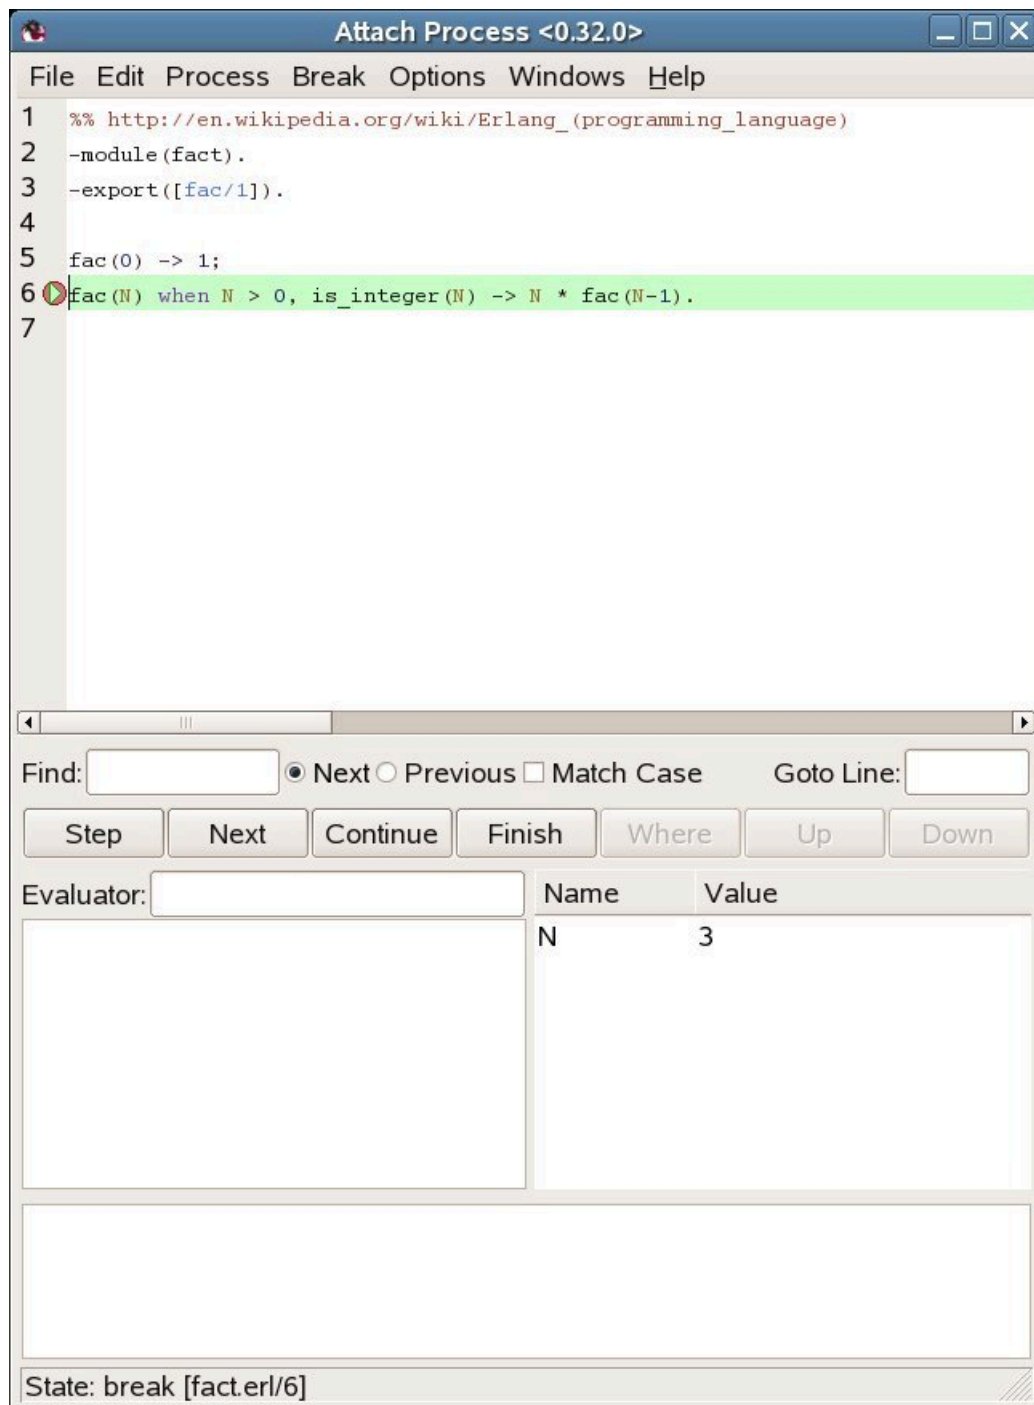 Attach Process <0.32.0>
File Edit Process Break Options Windows Help
1 %% http://en.wikipedia.org/wiki/Erlang_(programming_language)
2 -module(fact).
3 -export([fac/1]).
4
5 fac(0) -> 1;
6 fac(N) when N > 0, is_integer(N) -> N * fac(N-1).
7
Find: Next Previous Match Case Goto Line:
Step Next Continue Finish Where Up Down
Evaluator: Name Value
N 3
State: break [fact.erl/6]